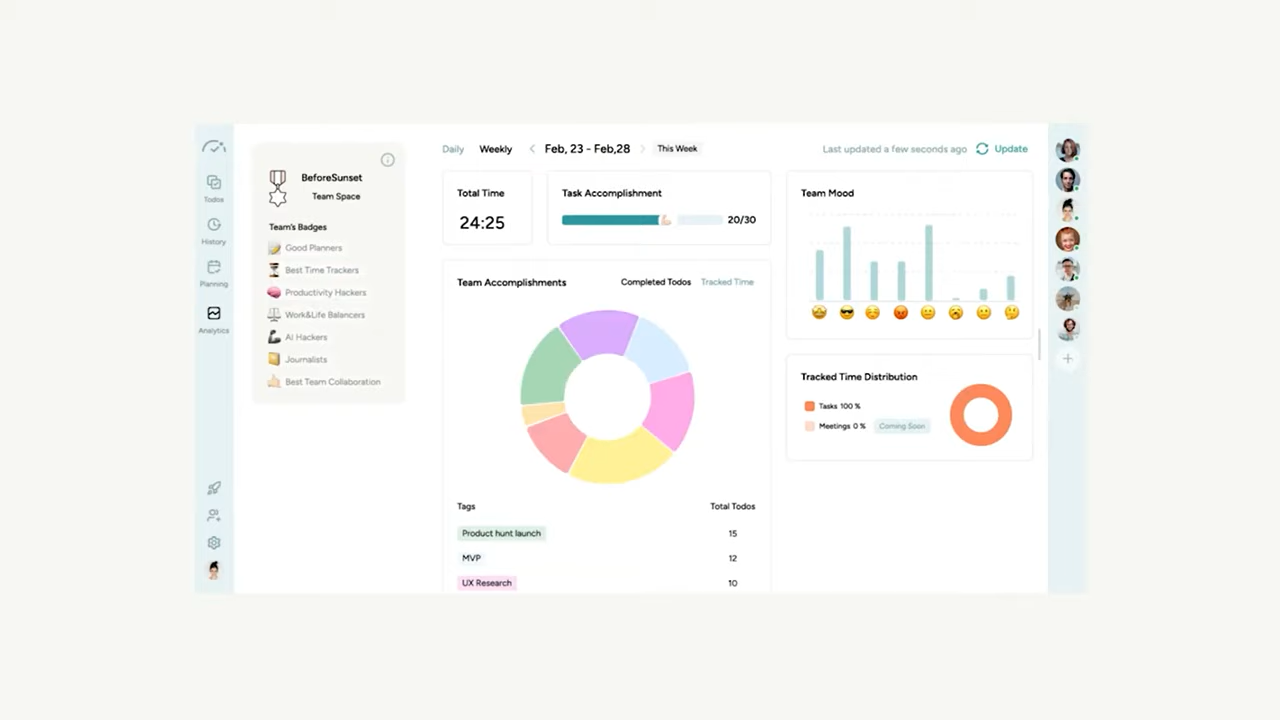 Todos
History
Planning
Analytics
BeforeSunset
Team Space
Team's Badges
Good Planners
Best Time Trackers
Productivity Hackers
Work&Life Balancers
AI Hackers
Journalists
Best Team Collaboration
Daily Weekly Feb, 23 - Feb,28 This Week
Last updated a few seconds ago Update
Total Time
24:25
Task Accomplishment
20/30
Team Accomplishments Completed Todos Tracked Time
Tags Total Todos
Product hunt launch 15
MVP 12
UX Research 10
Team Mood
Tracked Time Distribution
Tasks 100 %
Meetings 0 % Coming Soon